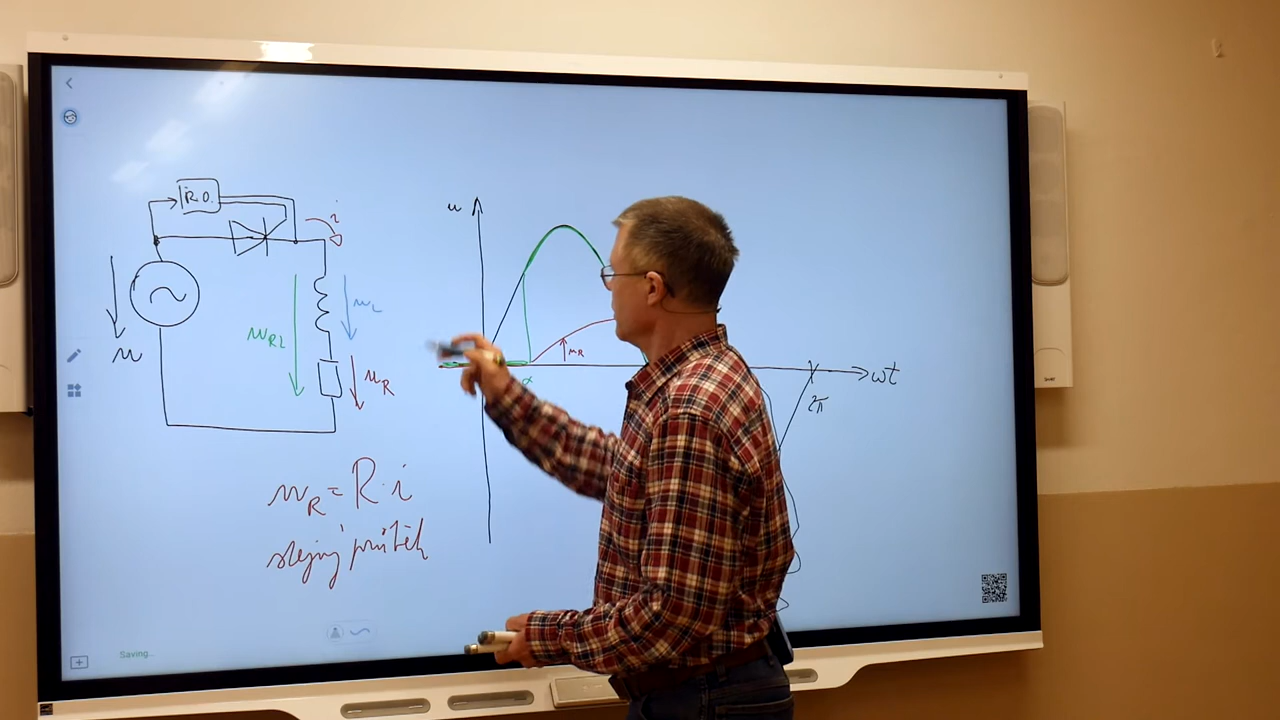 Ř.O.
i
u
u
u_RL
u_L
u_R
u_R
α
ωt
2π
u_R = R · i
stejný průběh
Saving...